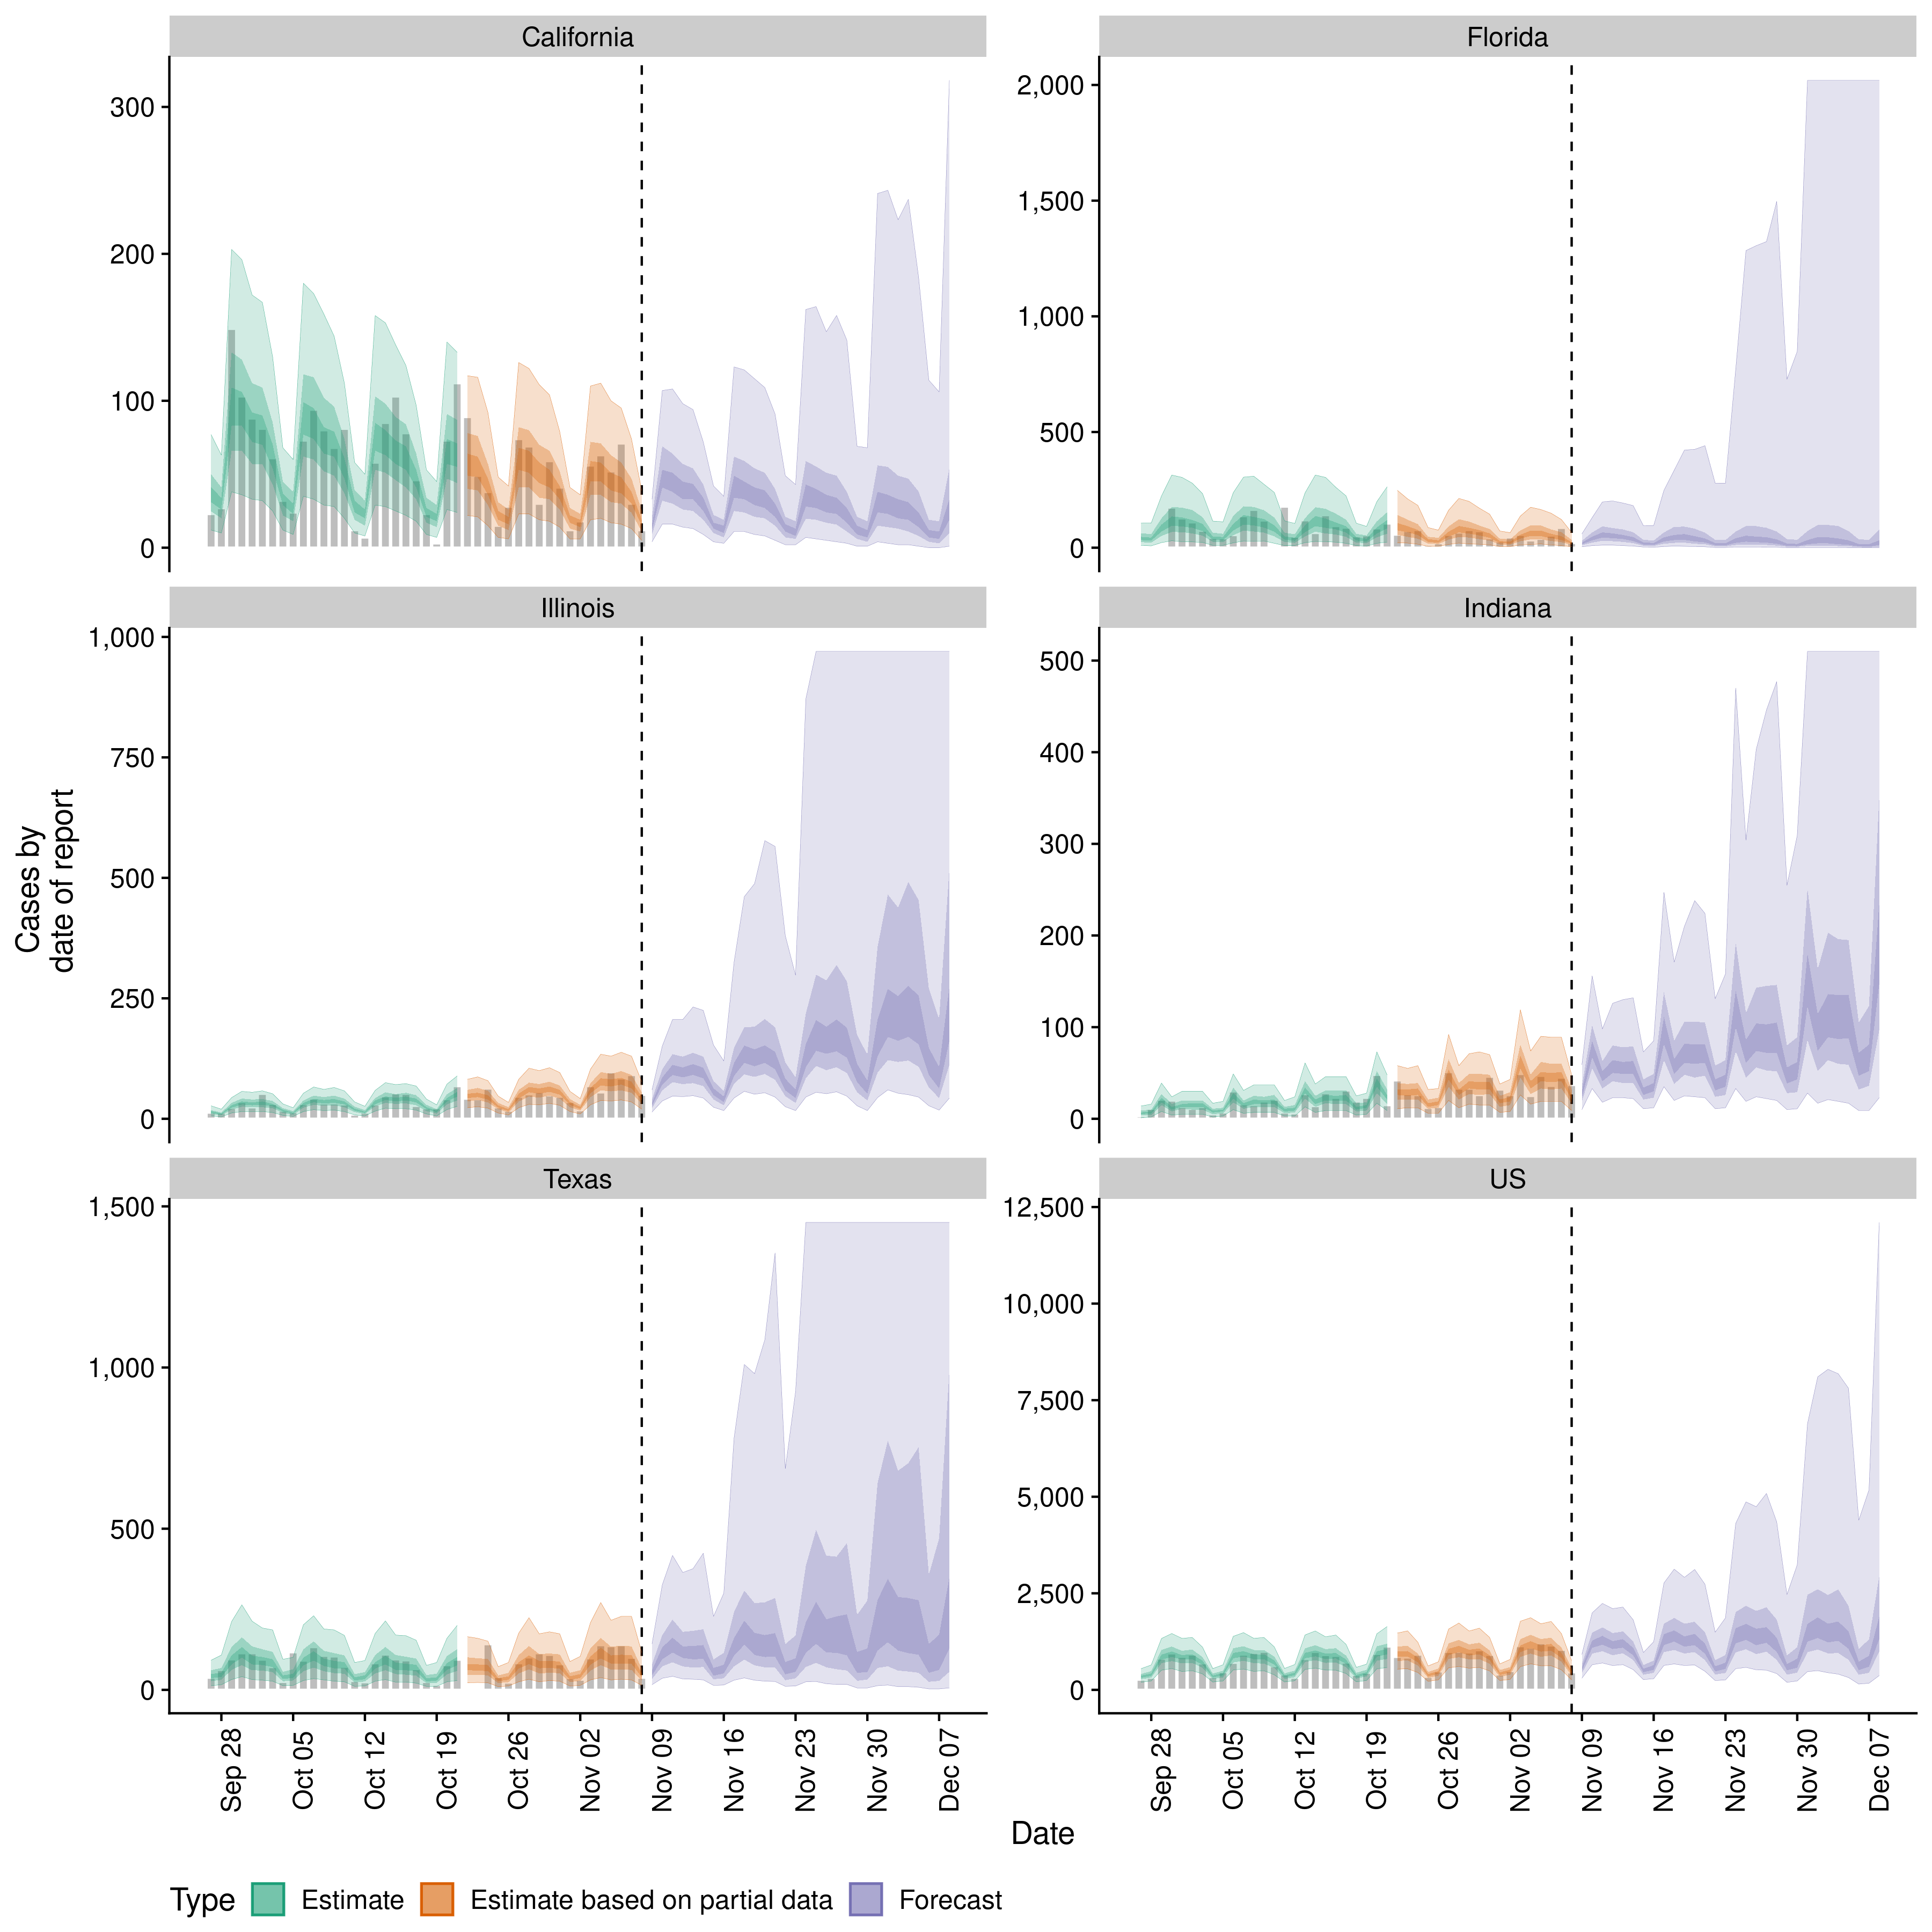 California
Florida
300
200
100
0
2,000
1,500
1,000
500
0
Illinois
Indiana
1,000
750
500
250
0
500
400
300
200
100
0
Texas
US
1,500
1,000
500
0
12,500
10,000
7,500
5,000
2,500
0
Cases by
date of report
Sep 28
Oct 05
Oct 12
Oct 19
Oct 26
Nov 02
Nov 09
Nov 16
Nov 23
Nov 30
Dec 07
Sep 28
Oct 05
Oct 12
Oct 19
Oct 26
Nov 02
Nov 09
Nov 16
Nov 23
Nov 30
Dec 07
Date
Type Estimate Estimate based on partial data Forecast